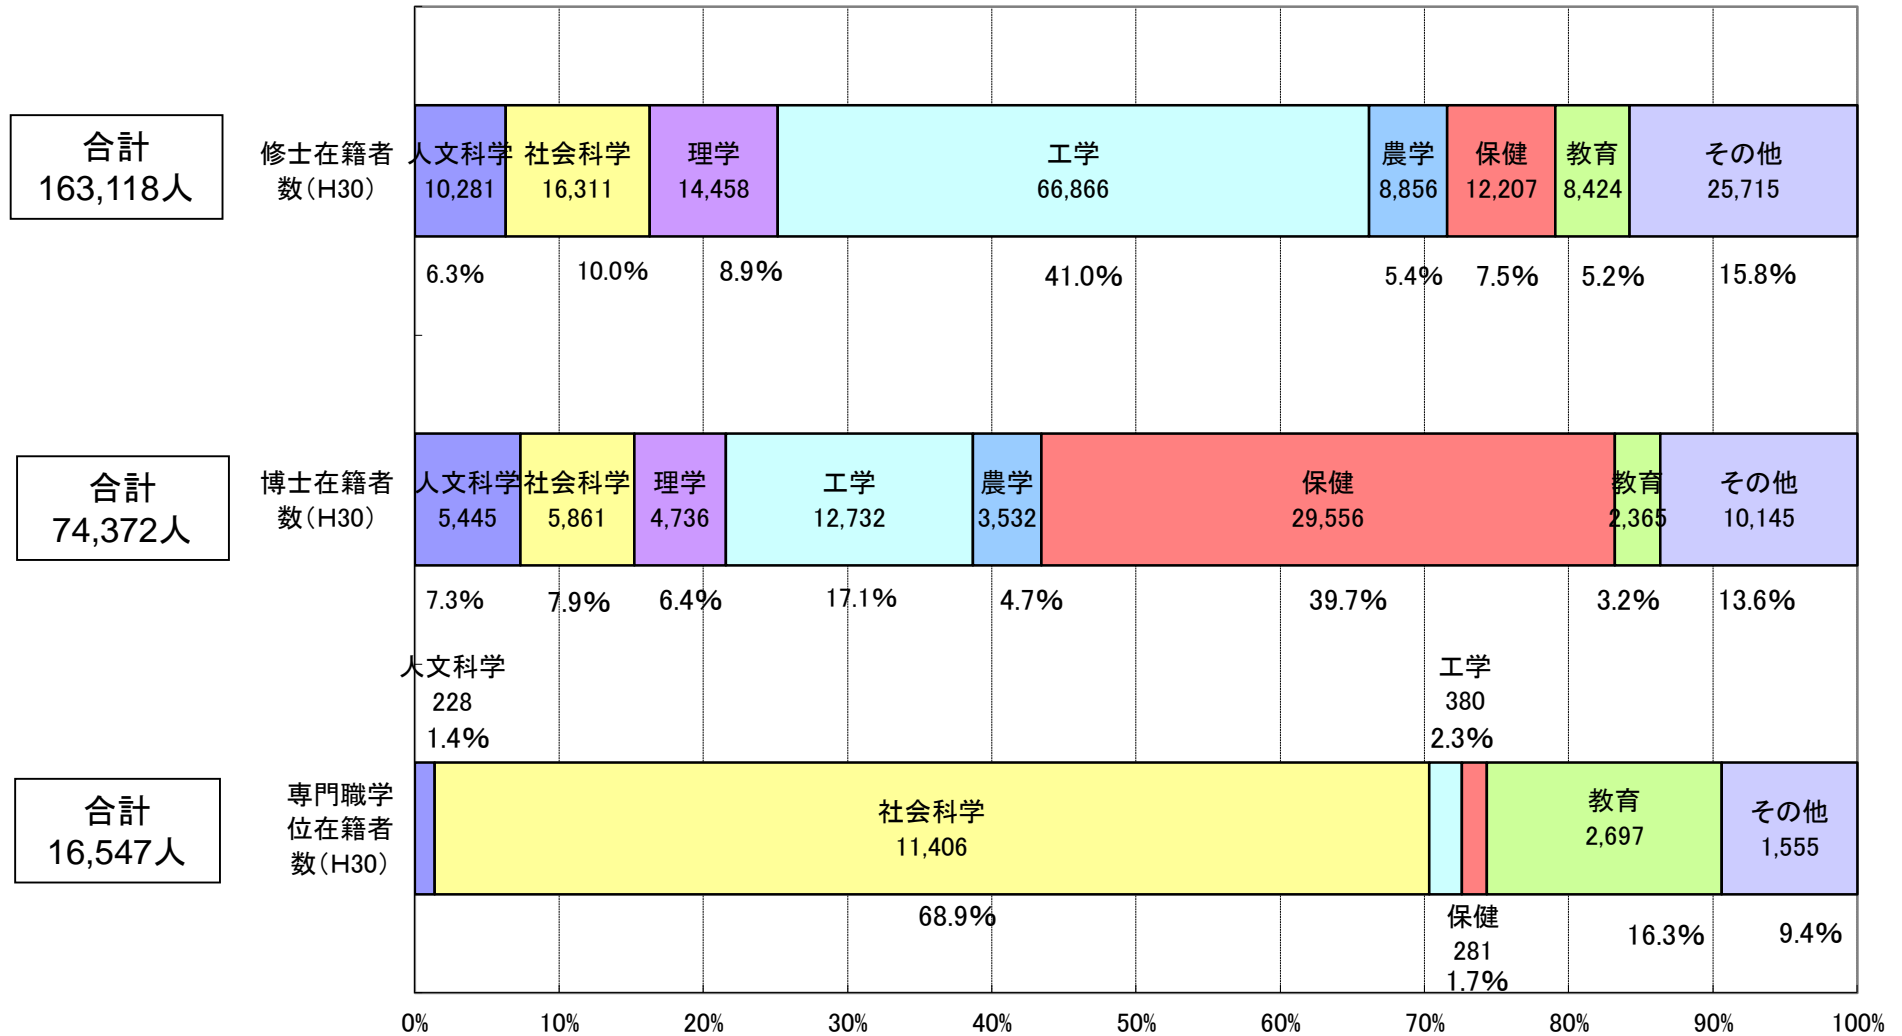 合計
163,118人
修士在籍者
数(H30)
人文科学
10,281
社会科学
16,311
理学
14,458
工学
66,866
農学
8,856
保健
12,207
教育
8,424
その他
25,715
6.3%
10.0%
8.9%
41.0%
5.4%
7.5%
5.2%
15.8%
合計
74,372人
博士在籍者
数(H30)
人文科学
5,445
社会科学
5,861
理学
4,736
工学
12,732
農学
3,532
保健
29,556
教育
2,365
その他
10,145
7.3%
7.9%
6.4%
17.1%
4.7%
39.7%
3.2%
13.6%
人文科学
228
1.4%
工学
380
2.3%
合計
16,547人
専門職学
位在籍者
数(H30)
社会科学
11,406
教育
2,697
その他
1,555
68.9%
保健
281
1.7%
16.3%
9.4%
0%
10%
20%
30%
40%
50%
60%
70%
80%
90%
100%